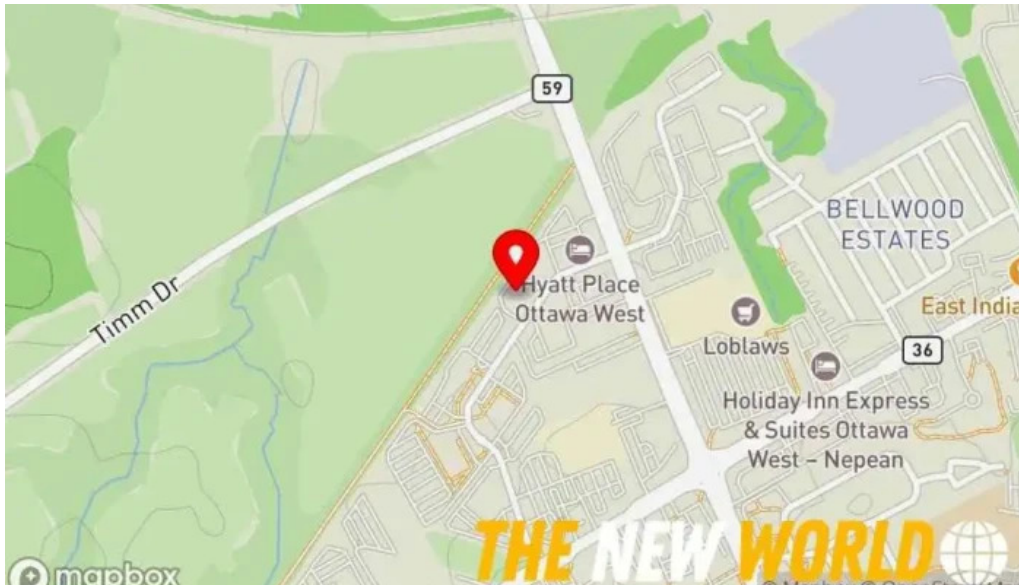 59
BELLWOOD
ESTATES
Timm Dr
Hyatt Place
Ottawa West
East India
Loblaws
36
Holiday Inn Express
& Suites Ottawa
West – Nepean
THE NEW WORLD
mapbox